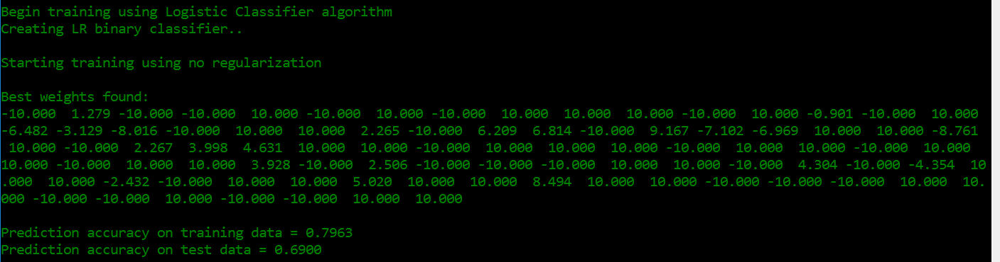 Begin training using Logistic Classifier algorithm
Creating LR binary classifier..
Starting training using no regularization
Best weights found:
-10.000  1.279 -10.000 -10.000  10.000 -10.000  10.000 -10.000  10.000  10.000  10.000 -10.000  10.000 -0.901 -10.000  10.000
-6.482 -3.129 -8.016 -10.000  10.000  10.000  2.265 -10.000  6.209  6.814 -10.000  9.167 -7.102 -6.969  10.000  10.000 -8.761
10.000 -10.000  2.267  3.998  4.631  10.000  10.000 -10.000  10.000  10.000  10.000 -10.000  10.000  10.000 -10.000  10.000
10.000 -10.000  10.000  10.000  3.928 -10.000  2.506 -10.000 -10.000 -10.000 -10.000  10.000  10.000 -10.000  4.304 -10.000 -4.354  10
.000  10.000 -2.432 -10.000  10.000  10.000  5.020  10.000  10.000  8.494  10.000  10.000 -10.000 -10.000 -10.000  10.000  10.
000 -10.000 -10.000  10.000 -10.000 -10.000  10.000  10.000
Prediction accuracy on training data = 0.7963
Prediction accuracy on test data = 0.6900